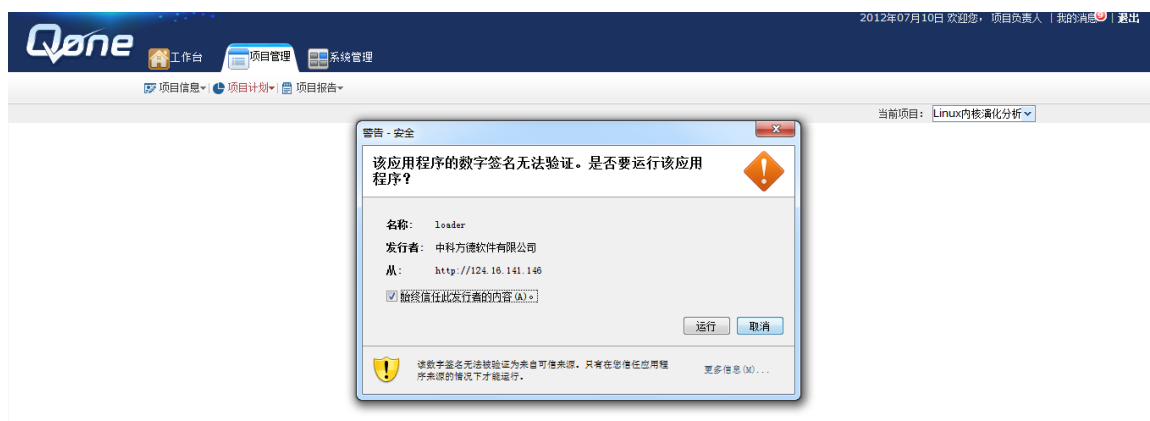 2012年07月10日 欢迎您， 项目负责人 | 我的消息 | 退出
Qone
工作台 项目管理 系统管理
项目信息 项目计划 项目报告
当前项目： Linux内核演化分析
警告 - 安全
该应用程序的数字签名无法验证。是否要运行该应用
程序?
名称: loader
发行者: 中科方德软件有限公司
从: http://124.16.141.146
始终信任此发行者的内容(A)。
运行 取消
该数字签名无法被验证为来自可信来源. 只有在您信任应用程
序来源的情况下才能运行.
更多信息(M)...